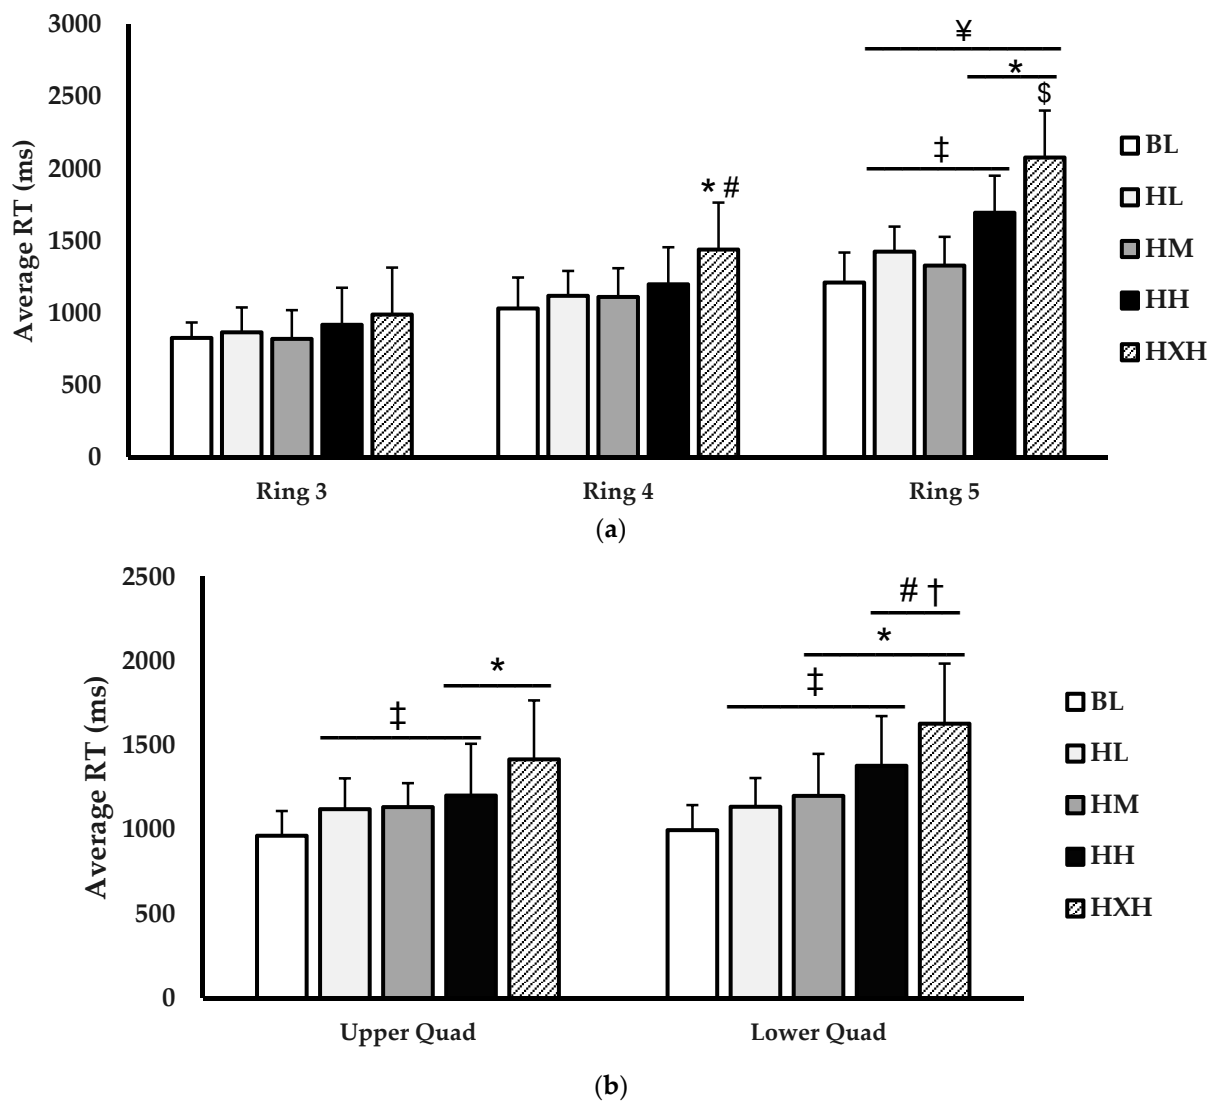 3000
¥
2500
*
$
2000
‡
BL
* #
HL
1500
HM
1000
HH
500
HXH
0
Average RT (ms)
Ring 3 Ring 4 Ring 5
(a)
2500
# †
2000
*
*
‡
‡
BL
1500
HL
HM
1000
HH
500
HXH
0
Average RT (ms)
Upper Quad Lower Quad
(b)